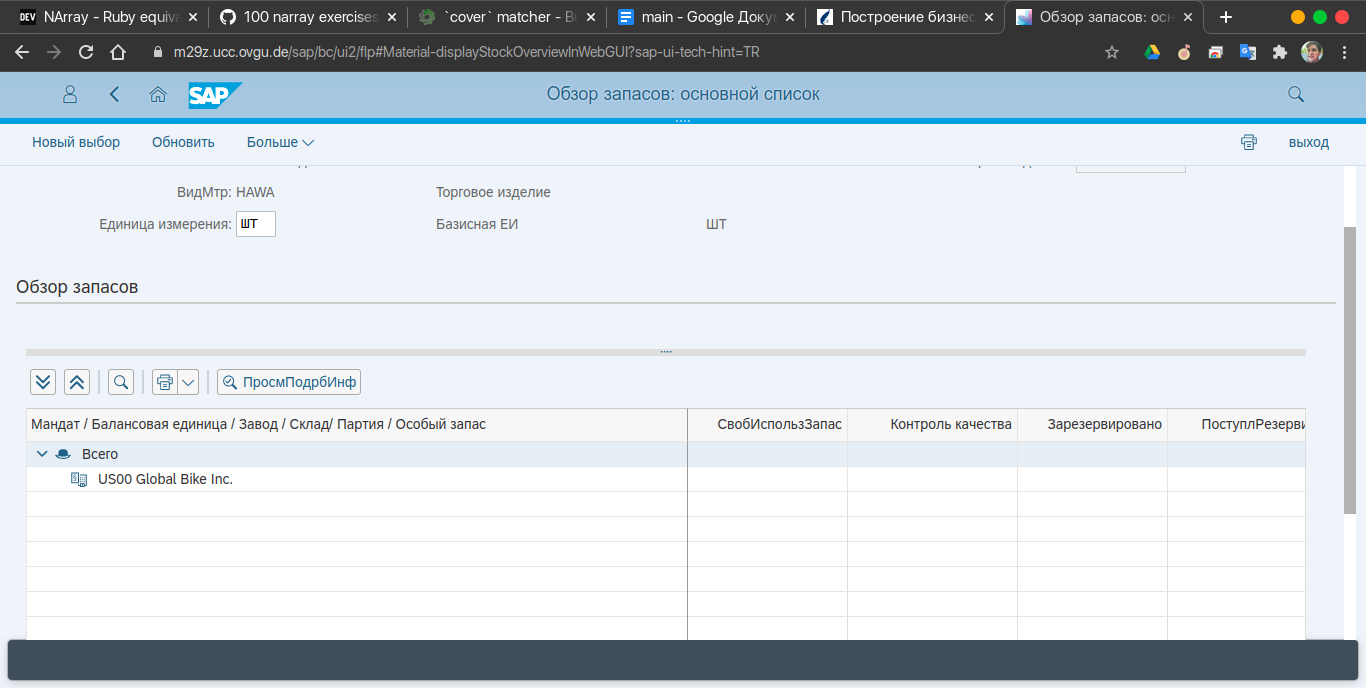 DEV NArray - Ruby equiva
100 narray exercises
`cover` matcher - Bu
main - Google Доку
Построение бизнес
Обзор запасов: осн
m29z.ucc.ovgu.de/sap/bc/ui2/flp#Material-displayStockOverviewInWebGUI?sap-ui-tech-hint=TR
SAP Обзор запасов: основной список
Новый выбор Обновить Больше выход
ВидМтр: HAWA Торговое изделие
Единица измерения: ШТ Базисная ЕИ ШТ
Обзор запасов
ПросмПодрбИнф
Мандат / Балансовая единица / Завод / Склад/ Партия / Особый запас СвобИспользЗапас Контроль качества Зарезервировано ПоступлРезерви
Всего
US00 Global Bike Inc.